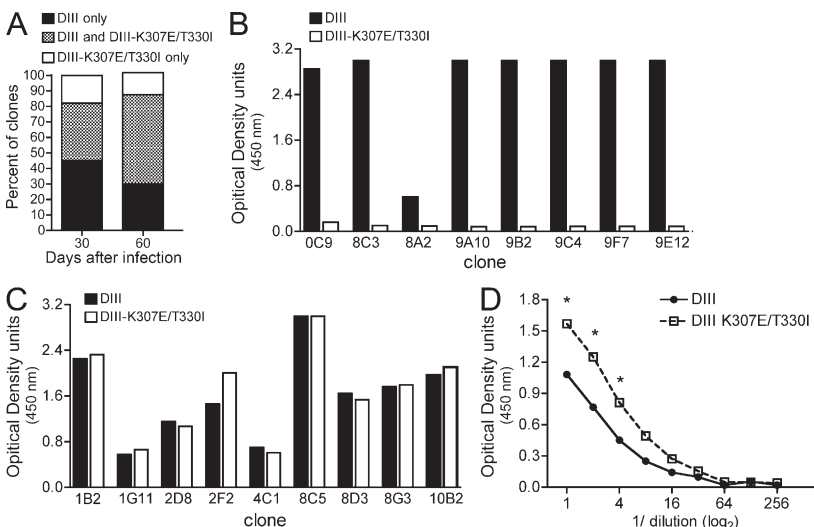 A
DIII only
DIII and DIII-K307E/T330I
DIII-K307E/T330I only
Percent of clones
100
90
80
70
60
50
40
30
20
10
0
30 60
Days after infection
B
DIII
DIII-K307E/T330I
Opitical Density units
(450 nm)
3.2
2.4
1.6
0.8
0.0
0C9 8C3 8A2 9A10 9B2 9C4 9F7 9E12
clone
C
DIII
DIII-K307E/T330I
Opitical Density units
(450 nm)
3.2
2.4
1.6
0.8
0.0
1B2 1G11 2D8 2F2 4C1 8C5 8D3 8G3 10B2
clone
D
DIII
DIII K307E/T330I
Opitical Density units
(450 nm)
1.8
1.5
1.2
0.9
0.6
0.3
0.0
* * *
1 4 16 64 256
1/ dilution (log2)